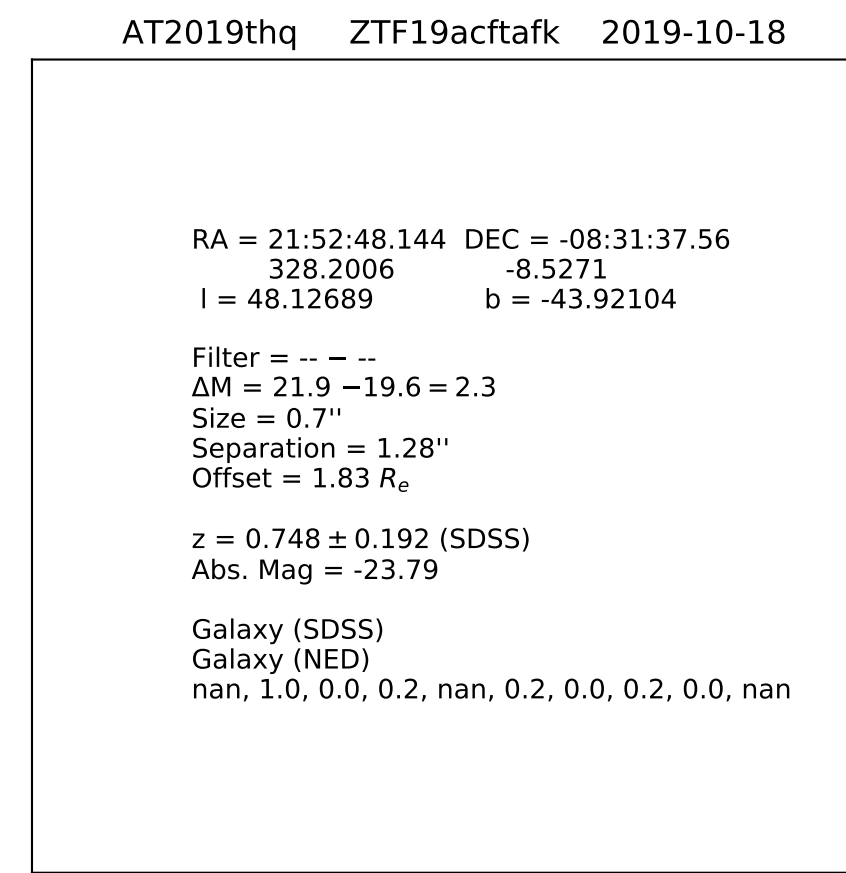 AT2019thq ZTF19acftafk 2019-10-18
RA = 21:52:48.144 DEC = -08:31:37.56
328.2006 -8.5271
l = 48.12689 b = -43.92104
Filter = -- − --
ΔM = 21.9 −19.6 = 2.3
Size = 0.7''
Separation = 1.28''
Offset = 1.83 Rₑ
z = 0.748 ± 0.192 (SDSS)
Abs. Mag = -23.79
Galaxy (SDSS)
Galaxy (NED)
nan, 1.0, 0.0, 0.2, nan, 0.2, 0.0, 0.2, 0.0, nan